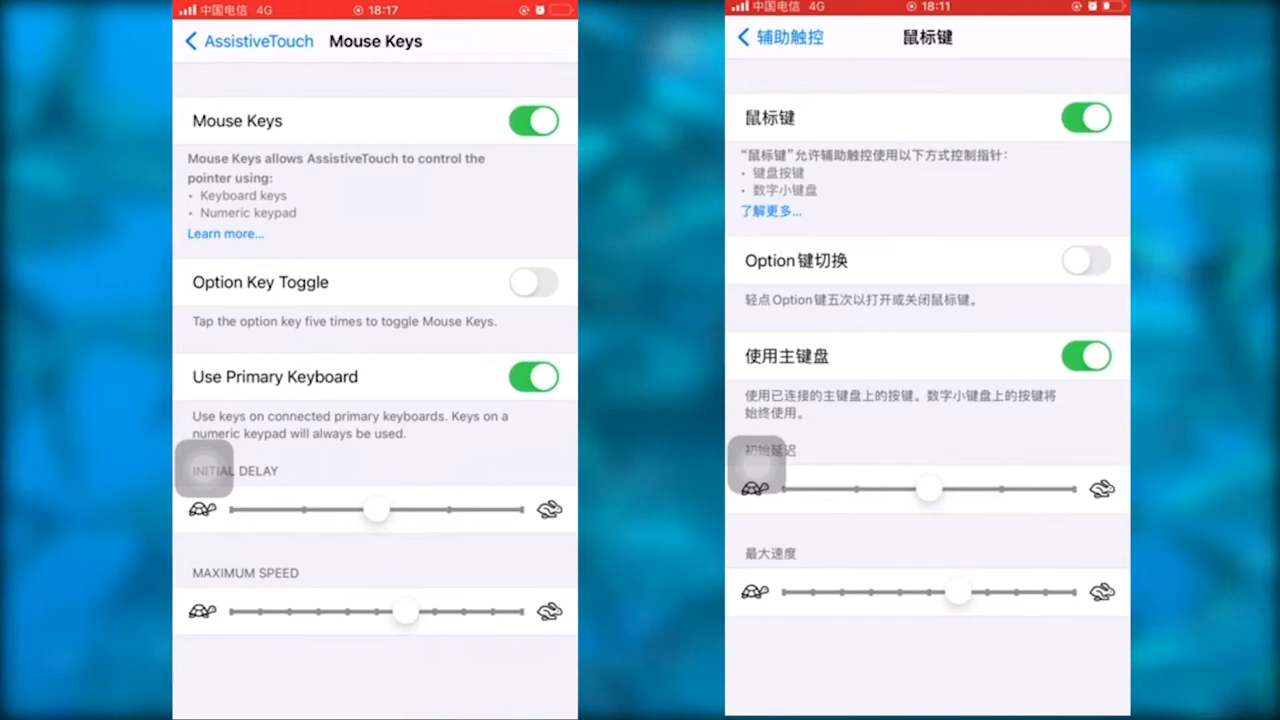 中国电信 4G 18:17
AssistiveTouch Mouse Keys
Mouse Keys
Mouse Keys allows AssistiveTouch to control the
pointer using:
· Keyboard keys
· Numeric keypad
Learn more...
Option Key Toggle
Tap the option key five times to toggle Mouse Keys.
Use Primary Keyboard
Use keys on connected primary keyboards. Keys on a
numeric keypad will always be used.
INITIAL DELAY
MAXIMUM SPEED
中国电信 4G 18:11
辅助触控 鼠标键
鼠标键
“鼠标键”允许辅助触控使用以下方式控制指针：
· 键盘按键
· 数字小键盘
了解更多...
Option键切换
轻点Option键五次以打开或关闭鼠标键。
使用主键盘
使用已连接的主键盘上的按键。数字小键盘上的按键将
始终使用。
初始延迟
最大速度